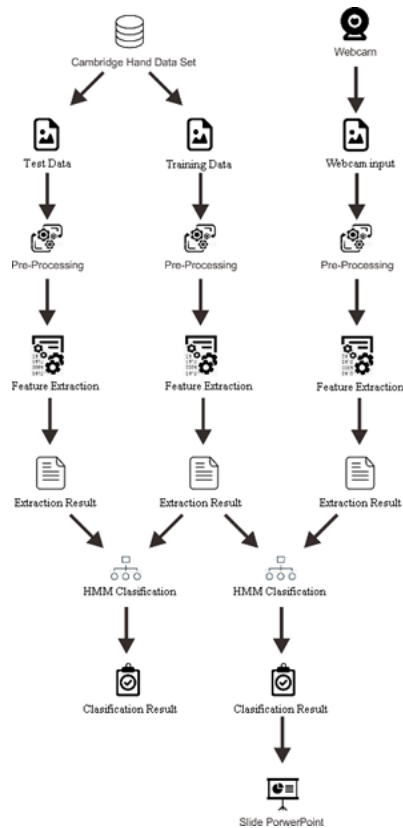 Cambridge Hand Data Set
Webcam
Test Data
Training Data
Webcam input
Pre-Processing
Pre-Processing
Pre-Processing
Feature Extraction
Feature Extraction
Feature Extraction
Extraction Result
Extraction Result
Extraction Result
HMM Clasification
HMM Clasification
Clasification Result
Clasification Result
Slide PorwerPoint